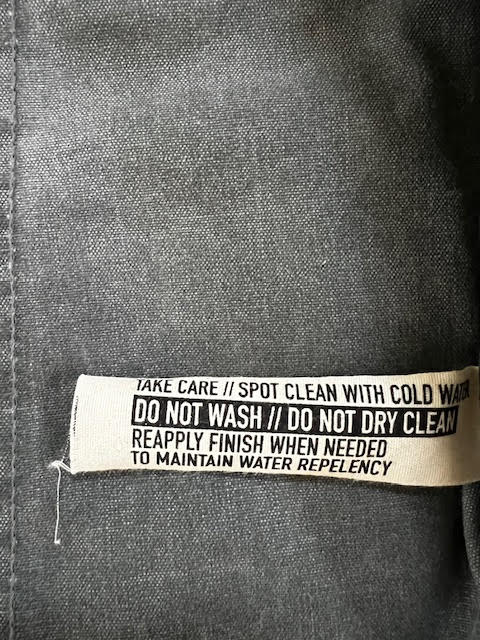 TAKE CARE // SPOT CLEAN WITH COLD WATER
DO NOT WASH // DO NOT DRY CLEAN
REAPPLY FINISH WHEN NEEDED
TO MAINTAIN WATER REPELENCY